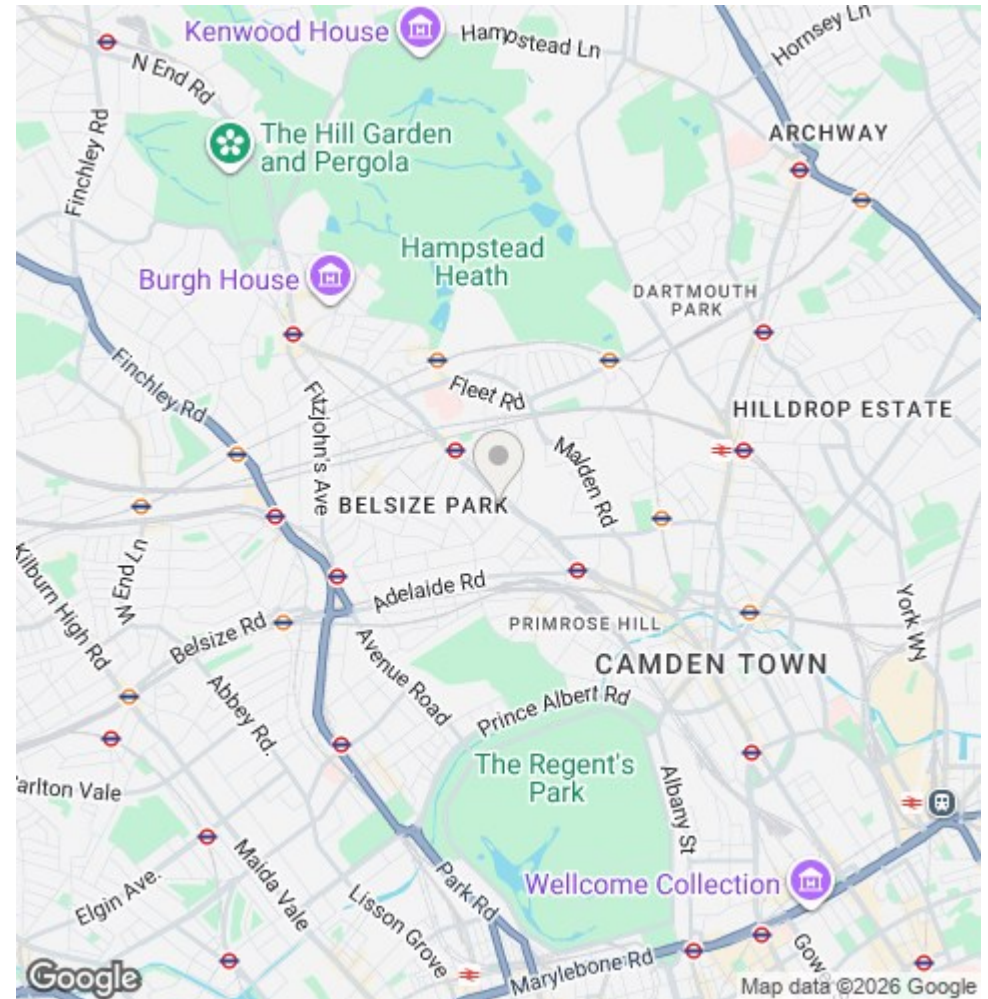 Kenwood House
Hampstead Ln
Hornsey Ln
N End Rd
Finchley Rd
The Hill Garden
and Pergola
ARCHWAY
Hampstead
Heath
Burgh House
DARTMOUTH
PARK
Finchley Rd
Fitzjohn's Ave
Fleet Rd
HILLDROP ESTATE
Malden Rd
BELSIZE PARK
W End Ln
Kilburn High Rd
Adelaide Rd
York Wy
Belsize Rd
PRIMROSE HILL
Avenue Road
CAMDEN TOWN
Abbey Rd.
Prince Albert Rd
The Regent's
Park
Albany St
arlton Vale
Maida Vale
Elgin Ave.
Lisson Grove
Park Rd
Wellcome Collection
Marylebone Rd
Gow
Google
Map data ©2026 Google